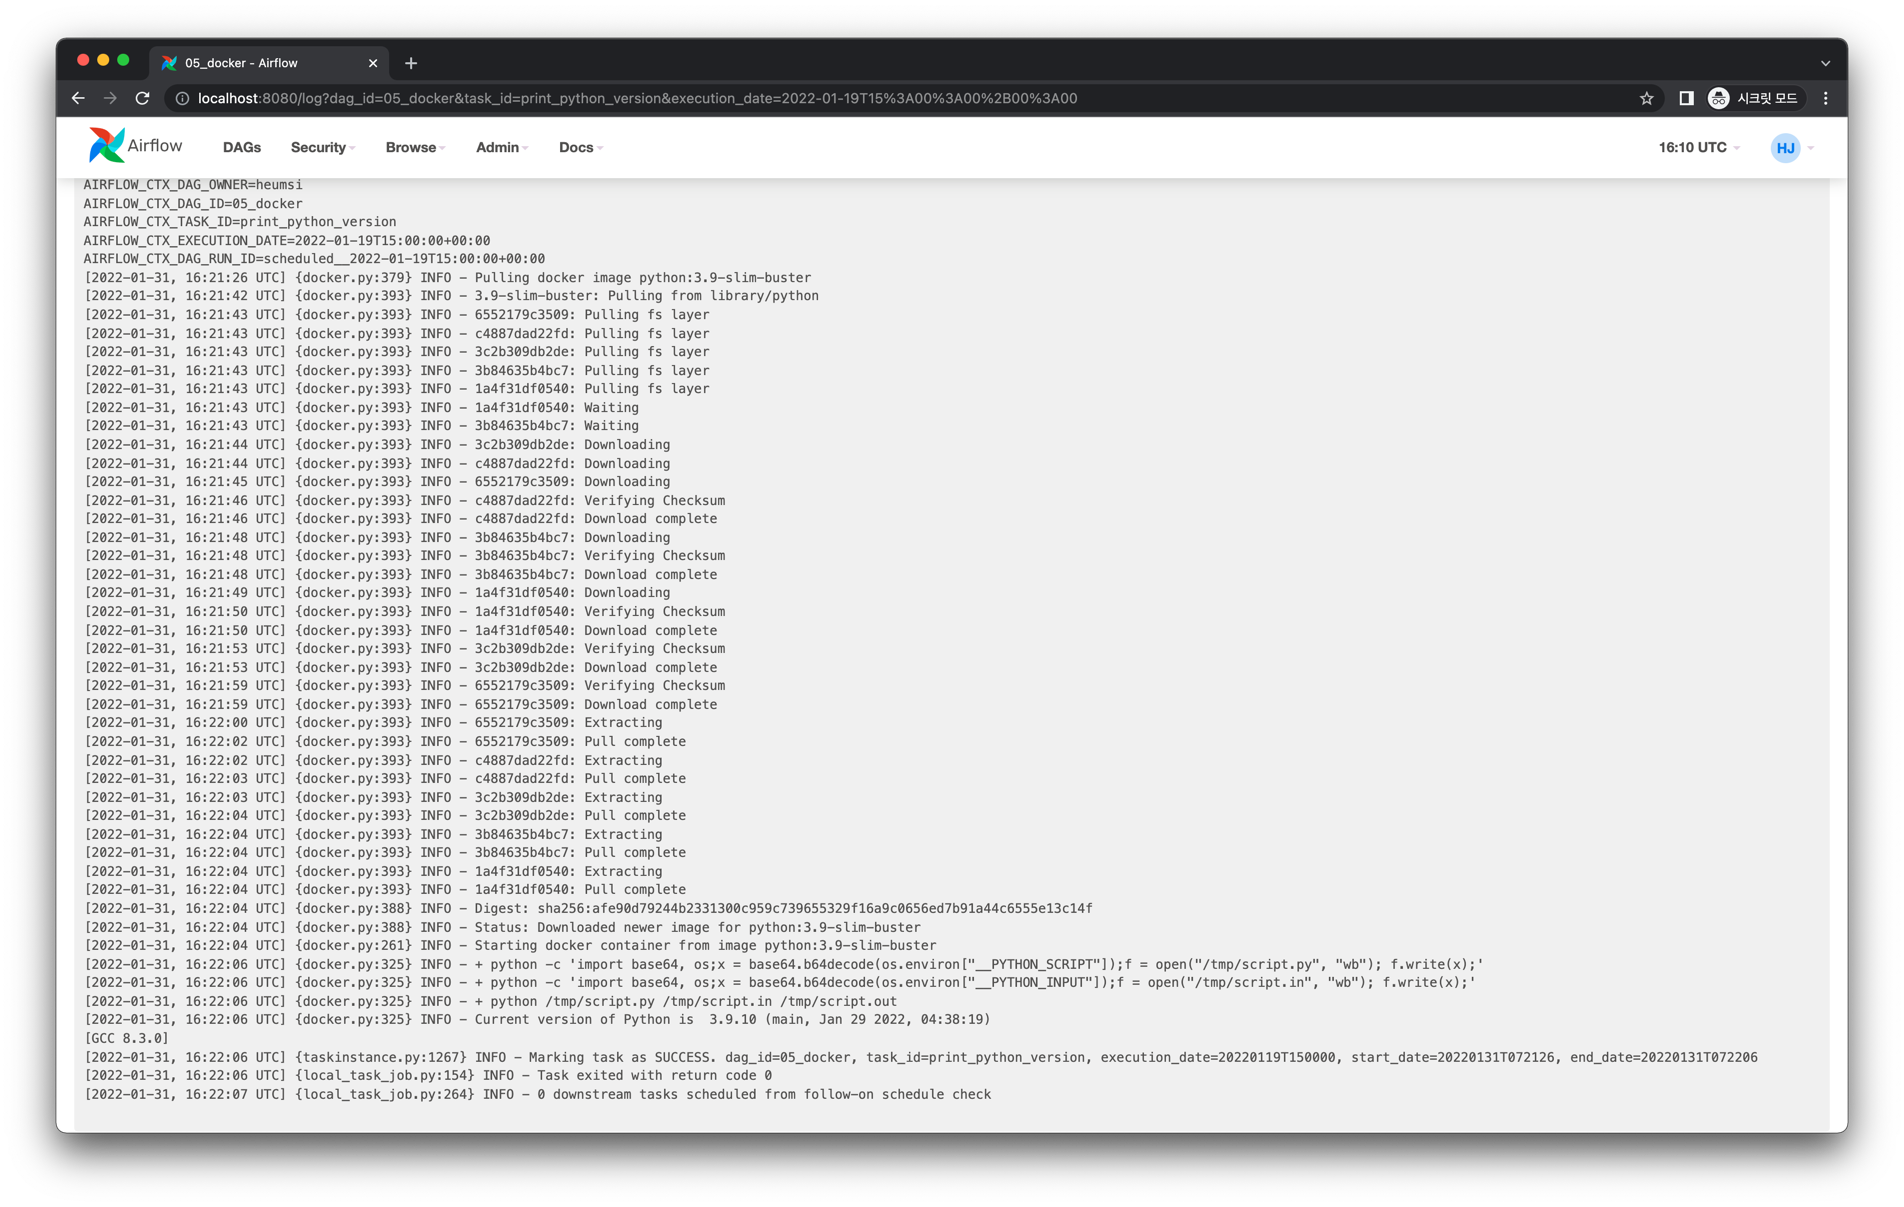 05_docker - Airflow
localhost:8080/log?dag_id=05_docker&task_id=print_python_version&execution_date=2022-01-19T15%3A00%3A00%2B00%3A00
시크릿 모드
Airflow DAGs Security Browse Admin Docs 16:10 UTC HJ
AIRFLOW_CTX_DAG_OWNER=heumsi
AIRFLOW_CTX_DAG_ID=05_docker
AIRFLOW_CTX_TASK_ID=print_python_version
AIRFLOW_CTX_EXECUTION_DATE=2022-01-19T15:00:00+00:00
AIRFLOW_CTX_DAG_RUN_ID=scheduled__2022-01-19T15:00:00+00:00
[2022-01-31, 16:21:26 UTC] {docker.py:379} INFO - Pulling docker image python:3.9-slim-buster
[2022-01-31, 16:21:42 UTC] {docker.py:393} INFO - 3.9-slim-buster: Pulling from library/python
[2022-01-31, 16:21:43 UTC] {docker.py:393} INFO - 6552179c3509: Pulling fs layer
[2022-01-31, 16:21:43 UTC] {docker.py:393} INFO - c4887dad22fd: Pulling fs layer
[2022-01-31, 16:21:43 UTC] {docker.py:393} INFO - 3c2b309db2de: Pulling fs layer
[2022-01-31, 16:21:43 UTC] {docker.py:393} INFO - 3b84635b4bc7: Pulling fs layer
[2022-01-31, 16:21:43 UTC] {docker.py:393} INFO - 1a4f31df0540: Pulling fs layer
[2022-01-31, 16:21:43 UTC] {docker.py:393} INFO - 1a4f31df0540: Waiting
[2022-01-31, 16:21:43 UTC] {docker.py:393} INFO - 3b84635b4bc7: Waiting
[2022-01-31, 16:21:44 UTC] {docker.py:393} INFO - 3c2b309db2de: Downloading
[2022-01-31, 16:21:44 UTC] {docker.py:393} INFO - c4887dad22fd: Downloading
[2022-01-31, 16:21:45 UTC] {docker.py:393} INFO - 6552179c3509: Downloading
[2022-01-31, 16:21:46 UTC] {docker.py:393} INFO - c4887dad22fd: Verifying Checksum
[2022-01-31, 16:21:46 UTC] {docker.py:393} INFO - c4887dad22fd: Download complete
[2022-01-31, 16:21:48 UTC] {docker.py:393} INFO - 3b84635b4bc7: Downloading
[2022-01-31, 16:21:48 UTC] {docker.py:393} INFO - 3b84635b4bc7: Verifying Checksum
[2022-01-31, 16:21:48 UTC] {docker.py:393} INFO - 3b84635b4bc7: Download complete
[2022-01-31, 16:21:49 UTC] {docker.py:393} INFO - 1a4f31df0540: Downloading
[2022-01-31, 16:21:50 UTC] {docker.py:393} INFO - 1a4f31df0540: Verifying Checksum
[2022-01-31, 16:21:50 UTC] {docker.py:393} INFO - 1a4f31df0540: Download complete
[2022-01-31, 16:21:53 UTC] {docker.py:393} INFO - 3c2b309db2de: Verifying Checksum
[2022-01-31, 16:21:53 UTC] {docker.py:393} INFO - 3c2b309db2de: Download complete
[2022-01-31, 16:21:59 UTC] {docker.py:393} INFO - 6552179c3509: Verifying Checksum
[2022-01-31, 16:21:59 UTC] {docker.py:393} INFO - 6552179c3509: Download complete
[2022-01-31, 16:22:00 UTC] {docker.py:393} INFO - 6552179c3509: Extracting
[2022-01-31, 16:22:02 UTC] {docker.py:393} INFO - 6552179c3509: Pull complete
[2022-01-31, 16:22:02 UTC] {docker.py:393} INFO - c4887dad22fd: Extracting
[2022-01-31, 16:22:03 UTC] {docker.py:393} INFO - c4887dad22fd: Pull complete
[2022-01-31, 16:22:03 UTC] {docker.py:393} INFO - 3c2b309db2de: Extracting
[2022-01-31, 16:22:04 UTC] {docker.py:393} INFO - 3c2b309db2de: Pull complete
[2022-01-31, 16:22:04 UTC] {docker.py:393} INFO - 3b84635b4bc7: Extracting
[2022-01-31, 16:22:04 UTC] {docker.py:393} INFO - 3b84635b4bc7: Pull complete
[2022-01-31, 16:22:04 UTC] {docker.py:393} INFO - 1a4f31df0540: Extracting
[2022-01-31, 16:22:04 UTC] {docker.py:393} INFO - 1a4f31df0540: Pull complete
[2022-01-31, 16:22:04 UTC] {docker.py:388} INFO - Digest: sha256:afe90d79244b2331300c959c739655329f16a9c0656ed7b91a44c6555e13c14f
[2022-01-31, 16:22:04 UTC] {docker.py:388} INFO - Status: Downloaded newer image for python:3.9-slim-buster
[2022-01-31, 16:22:04 UTC] {docker.py:261} INFO - Starting docker container from image python:3.9-slim-buster
[2022-01-31, 16:22:06 UTC] {docker.py:325} INFO - + python -c 'import base64, os;x = base64.b64decode(os.environ["__PYTHON_SCRIPT"]);f = open("/tmp/script.py", "wb"); f.write(x);'
[2022-01-31, 16:22:06 UTC] {docker.py:325} INFO - + python -c 'import base64, os;x = base64.b64decode(os.environ["__PYTHON_INPUT"]);f = open("/tmp/script.in", "wb"); f.write(x);'
[2022-01-31, 16:22:06 UTC] {docker.py:325} INFO - + python /tmp/script.py /tmp/script.in /tmp/script.out
[2022-01-31, 16:22:06 UTC] {docker.py:325} INFO - Current version of Python is  3.9.10 (main, Jan 29 2022, 04:38:19)
[GCC 8.3.0]
[2022-01-31, 16:22:06 UTC] {taskinstance.py:1267} INFO - Marking task as SUCCESS. dag_id=05_docker, task_id=print_python_version, execution_date=20220119T150000, start_date=20220131T072126, end_date=20220131T072206
[2022-01-31, 16:22:06 UTC] {local_task_job.py:154} INFO - Task exited with return code 0
[2022-01-31, 16:22:07 UTC] {local_task_job.py:264} INFO - 0 downstream tasks scheduled from follow-on schedule check